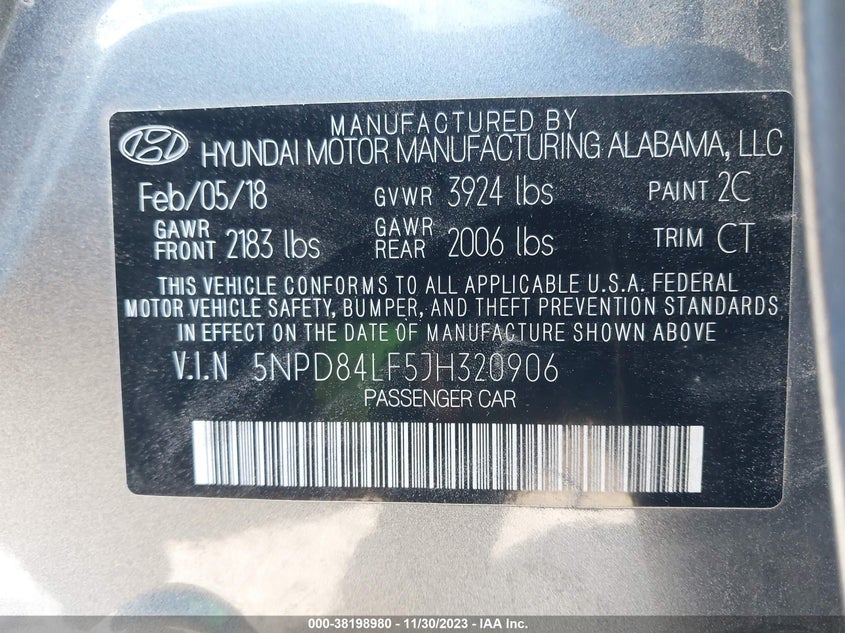 MANUFACTURED BY
HYUNDAI MOTOR MANUFACTURING ALABAMA, LLC
Feb/05/18 GVWR 3924 lbs PAINT 2C
GAWR FRONT 2183 lbs GAWR REAR 2006 lbs TRIM CT
THIS VEHICLE CONFORMS TO ALL APPLICABLE U.S.A. FEDERAL
MOTOR VEHICLE SAFETY, BUMPER, AND THEFT PREVENTION STANDARDS
IN EFFECT ON THE DATE OF MANUFACTURE SHOWN ABOVE
V.I.N 5NPD84LF5JH320906
PASSENGER CAR
000-38198980 - 11/30/2023 - IAA Inc.